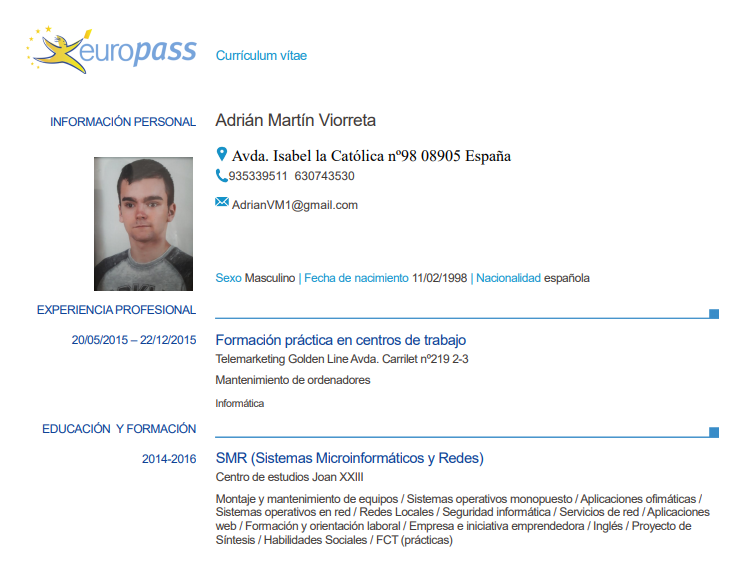 europass
Currículum vítae
INFORMACIÓN PERSONAL
Adrián Martín Viorreta
Avda. Isabel la Católica nº98 08905 España
935339511 630743530
AdrianVM1@gmail.com
Sexo Masculino | Fecha de nacimiento 11/02/1998 | Nacionalidad española
EXPERIENCIA PROFESIONAL
20/05/2015 – 22/12/2015
Formación práctica en centros de trabajo
Telemarketing Golden Line Avda. Carrilet nº219 2-3
Mantenimiento de ordenadores
Informática
EDUCACIÓN Y FORMACIÓN
2014-2016
SMR (Sistemas Microinformáticos y Redes)
Centro de estudios Joan XXIII
Montaje y mantenimiento de equipos / Sistemas operativos monopuesto / Aplicaciones ofimáticas /
Sistemas operativos en red / Redes Locales / Seguridad informática / Servicios de red / Aplicaciones
web / Formación y orientación laboral / Empresa e iniciativa emprendedora / Inglés / Proyecto de
Síntesis / Habilidades Sociales / FCT (prácticas)